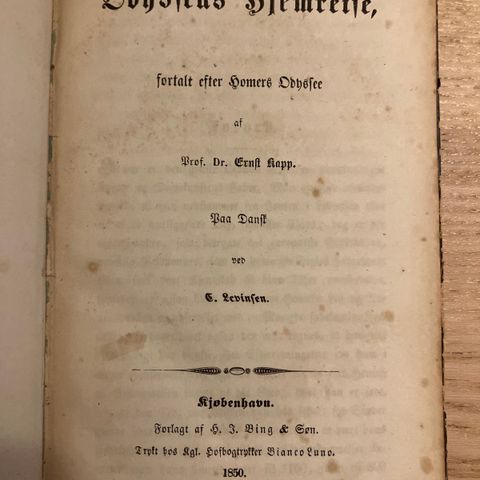 Odysseus Hjemreise,
fortalt efter Homers Odyssee
af
Prof. Dr. Ernst Kapp.
Paa Dansk
ved
C. Levinsen.
Kjøbenhavn.
Forlagt af H. J. Bing & Søn.
Trykt hos Kgl. Hofbogtrykker Bianco Luno.
1850.